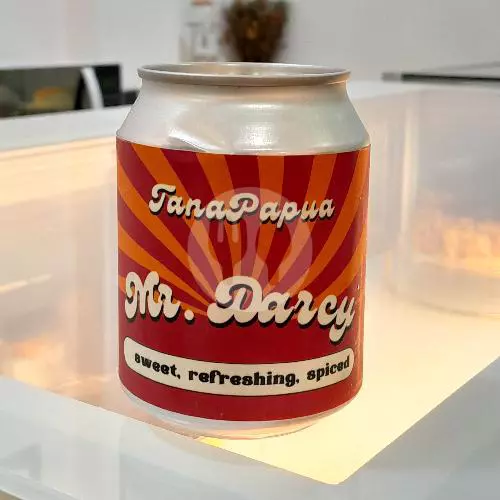 TanaPapua
Mr. Darcy
sweet, refreshing, spiced